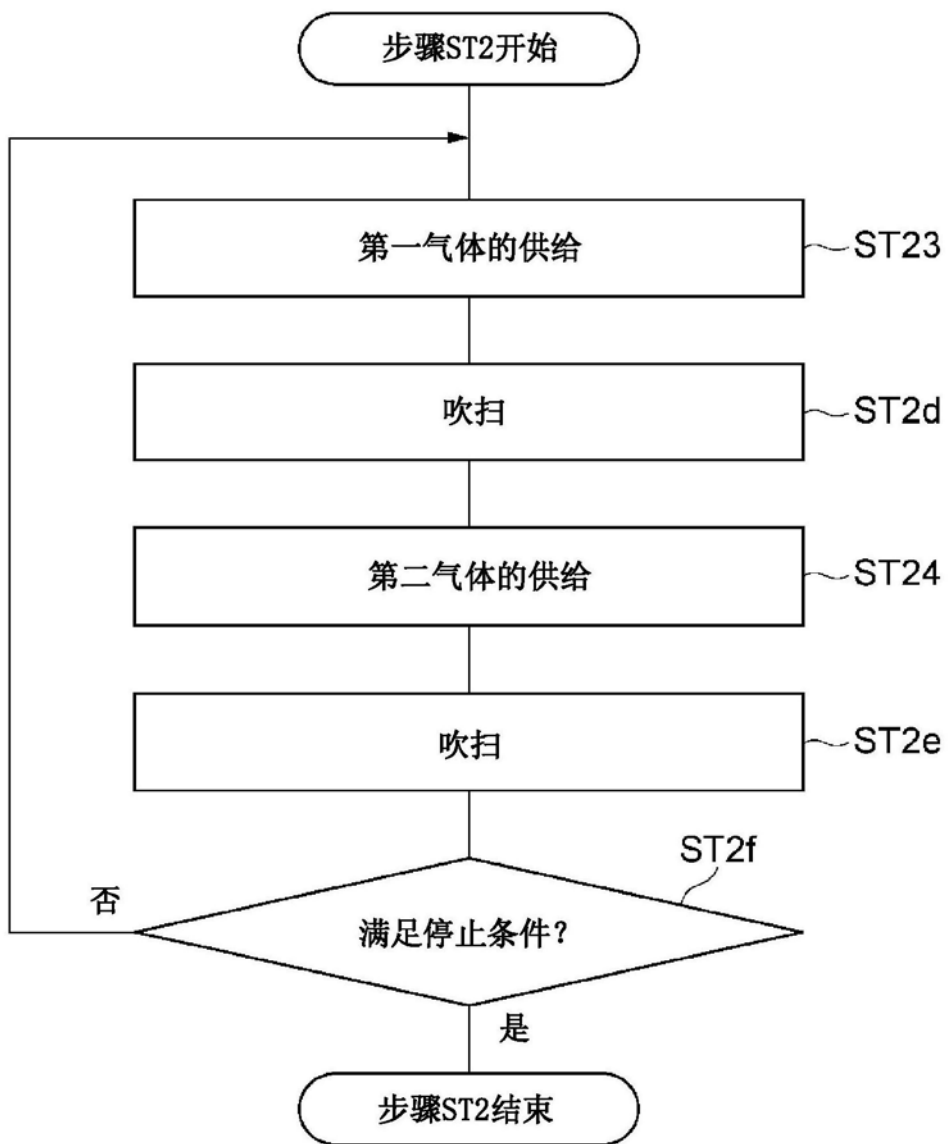 步骤ST2开始
第一气体的供给
ST23
吹扫
ST2d
第二气体的供给
ST24
吹扫
ST2e
ST2f
否
满足停止条件?
是
步骤ST2结束